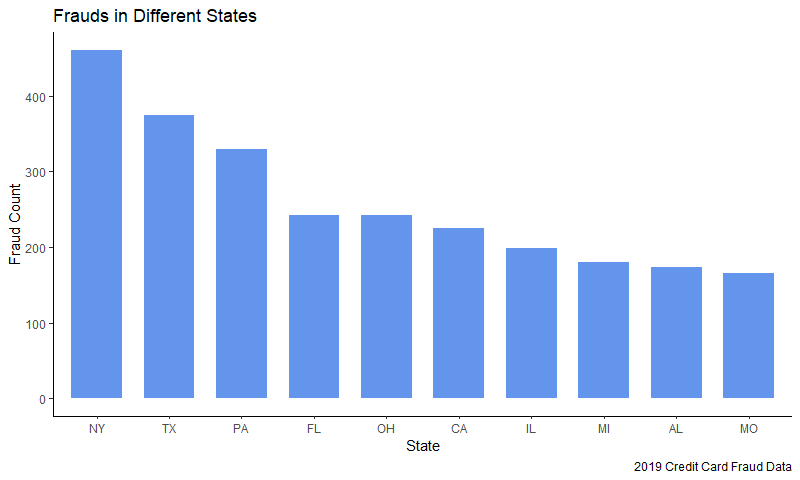 Frauds in Different States
Fraud Count
400
300
200
100
0
NY TX PA FL OH CA IL MI AL MO
State
2019 Credit Card Fraud Data